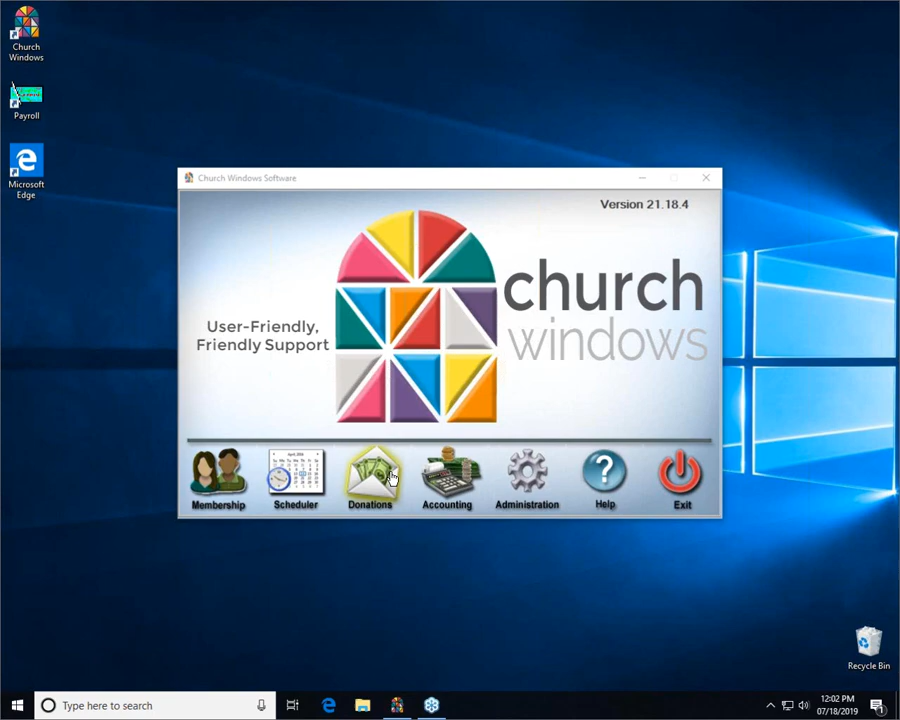 Church
Windows
Payroll
Microsoft
Edge
Church Windows Software
Version 21.18.4
User-Friendly,
Friendly Support
church
windows
Membership
Scheduler
Donations
Accounting
Administration
Help
Exit
Recycle Bin
Type here to search
12:02 PM
07/18/2019